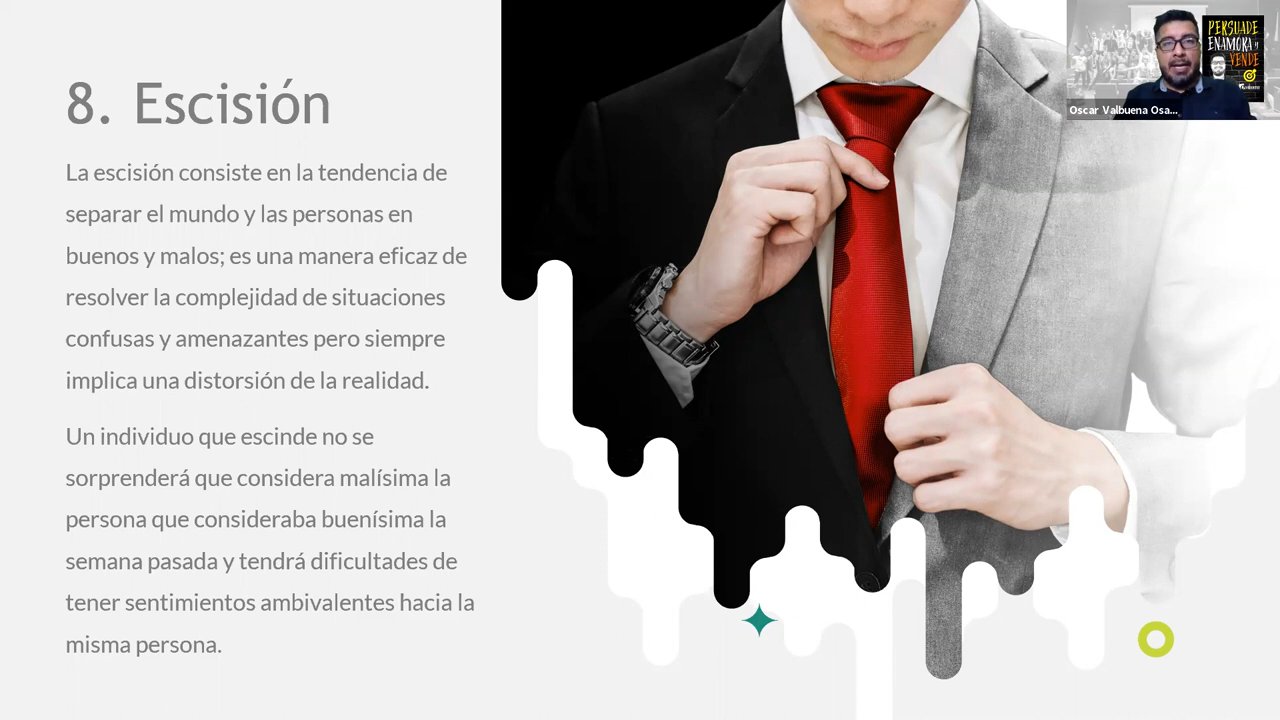 8. Escisión
La escisión consiste en la tendencia de
separar el mundo y las personas en
buenos y malos; es una manera eficaz de
resolver la complejidad de situaciones
confusas y amenazantes pero siempre
implica una distorsión de la realidad.
Un individuo que escinde no se
sorprenderá que considera malísima la
persona que consideraba buenísima la
semana pasada y tendrá dificultades de
tener sentimientos ambivalentes hacia la
misma persona.
PERSUADE
ENAMORA y
VENDE
Oscar Valbuena Osa...